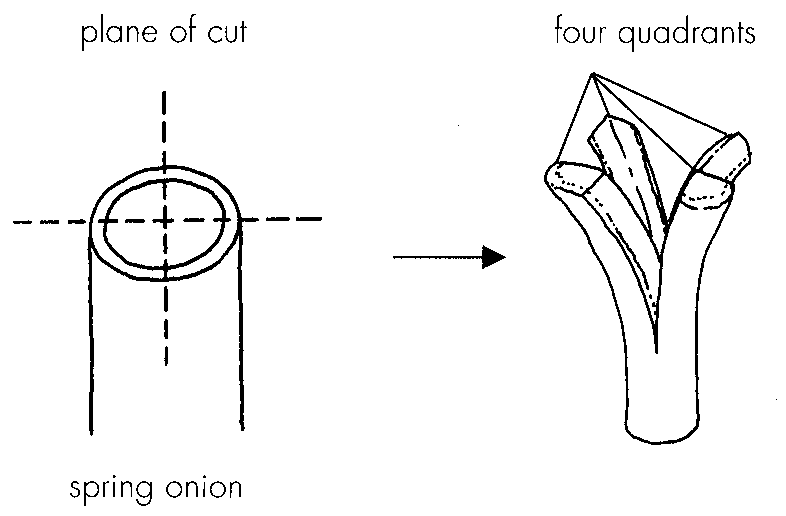 plane of cut
four quadrants
spring onion